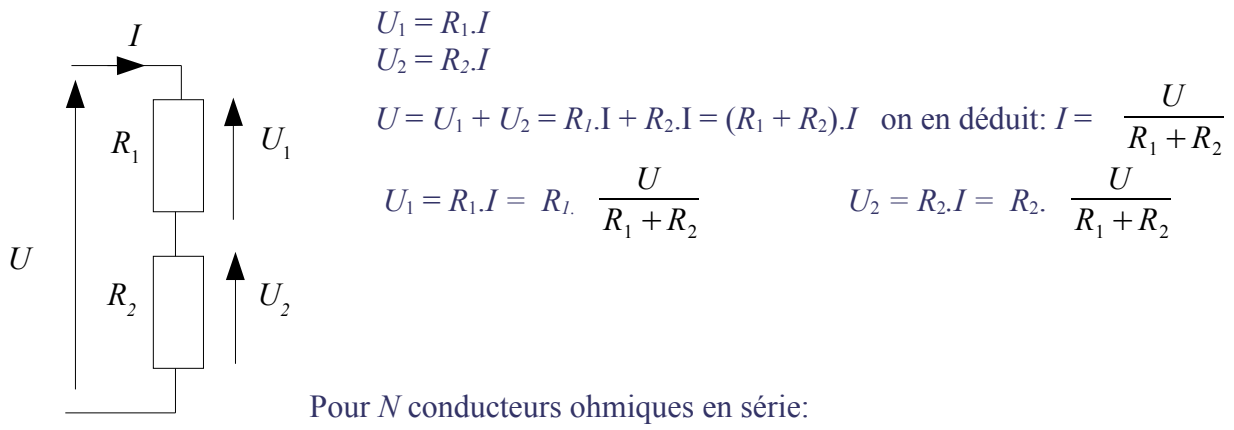 I
U₁ = R₁.I
U₂ = R₂.I
U = U₁ + U₂ = R₁.I + R₂.I = (R₁ + R₂).I on en déduit: I = U / (R₁ + R₂)
R₁ U₁
U₁ = R₁.I = R₁. U / (R₁ + R₂) U₂ = R₂.I = R₂. U / (R₁ + R₂)
U
R₂ U₂
Pour N conducteurs ohmiques en série: